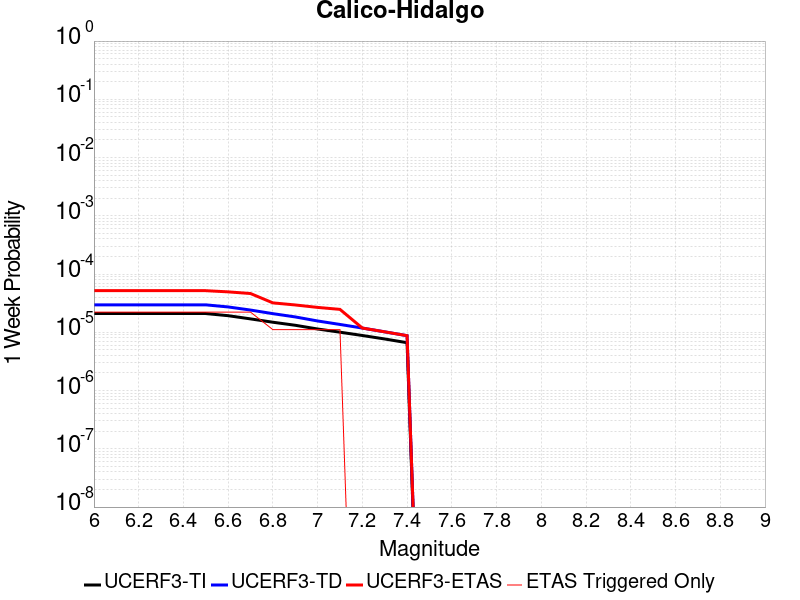 Calico-Hidalgo
10^0
10^-1
10^-2
10^-3
10^-4
10^-5
10^-6
10^-7
10^-8
1 Week Probability
6 6.2 6.4 6.6 6.8 7 7.2 7.4 7.6 7.8 8 8.2 8.4 8.6 8.8 9
Magnitude
UCERF3-TI UCERF3-TD UCERF3-ETAS ETAS Triggered Only